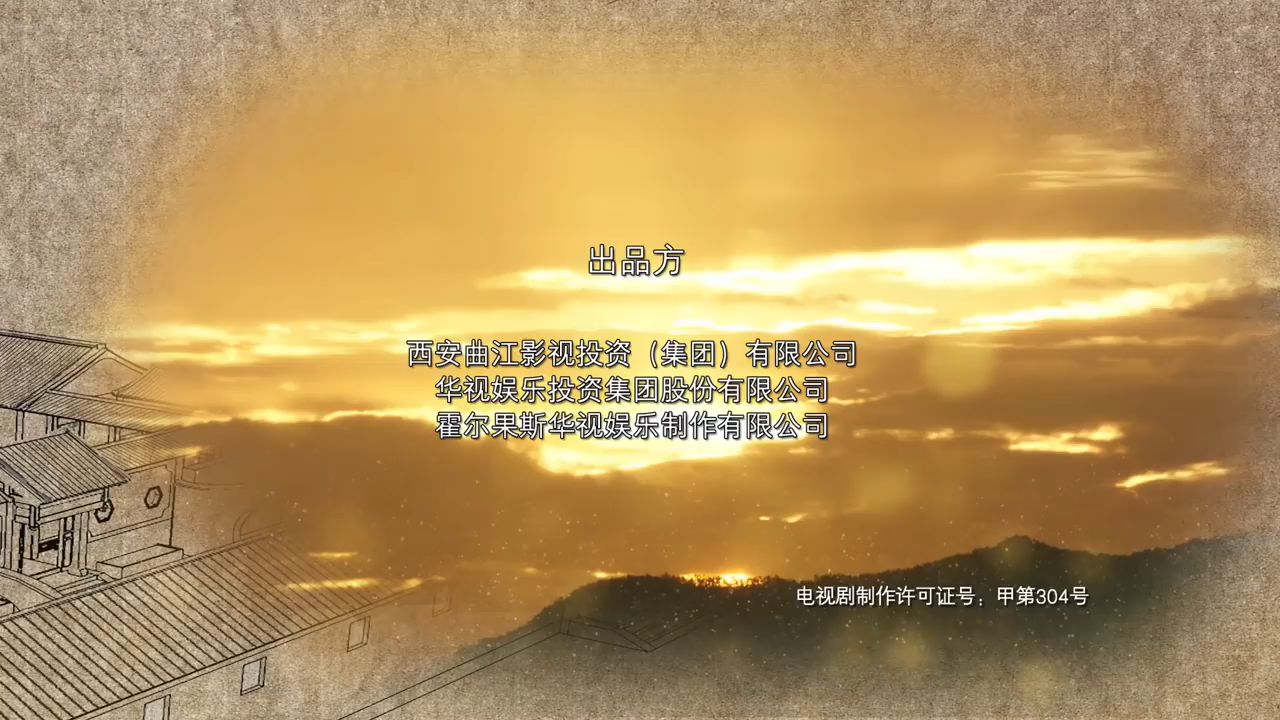 出品方
西安曲江影视投资（集团）有限公司
华视娱乐投资集团股份有限公司
霍尔果斯华视娱乐制作有限公司
电视剧制作许可证号：甲第304号